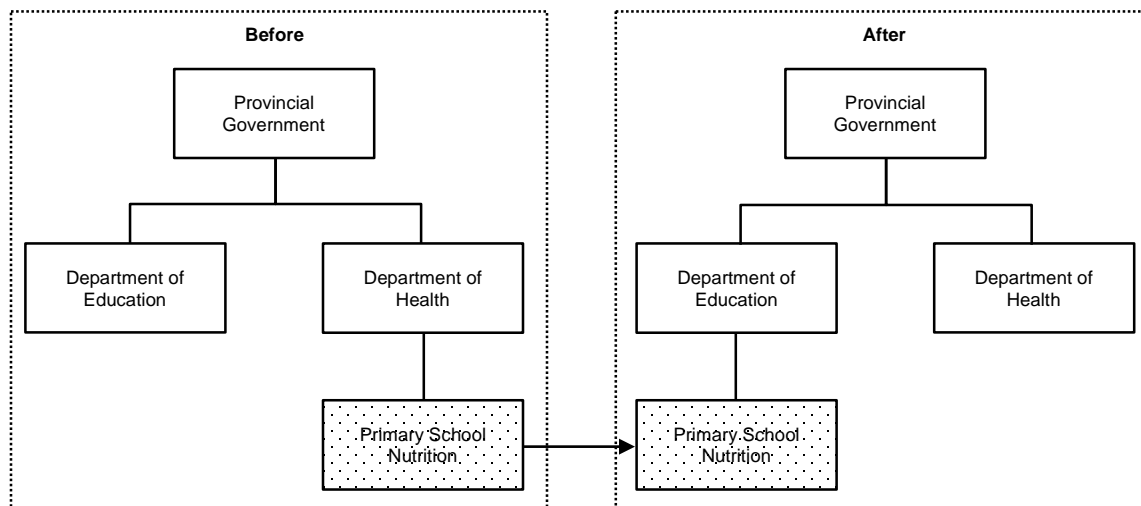 Before
Provincial
Government
Department of
Education
Department of
Health
Primary School
Nutrition
After
Provincial
Government
Department of
Education
Department of
Health
Primary School
Nutrition